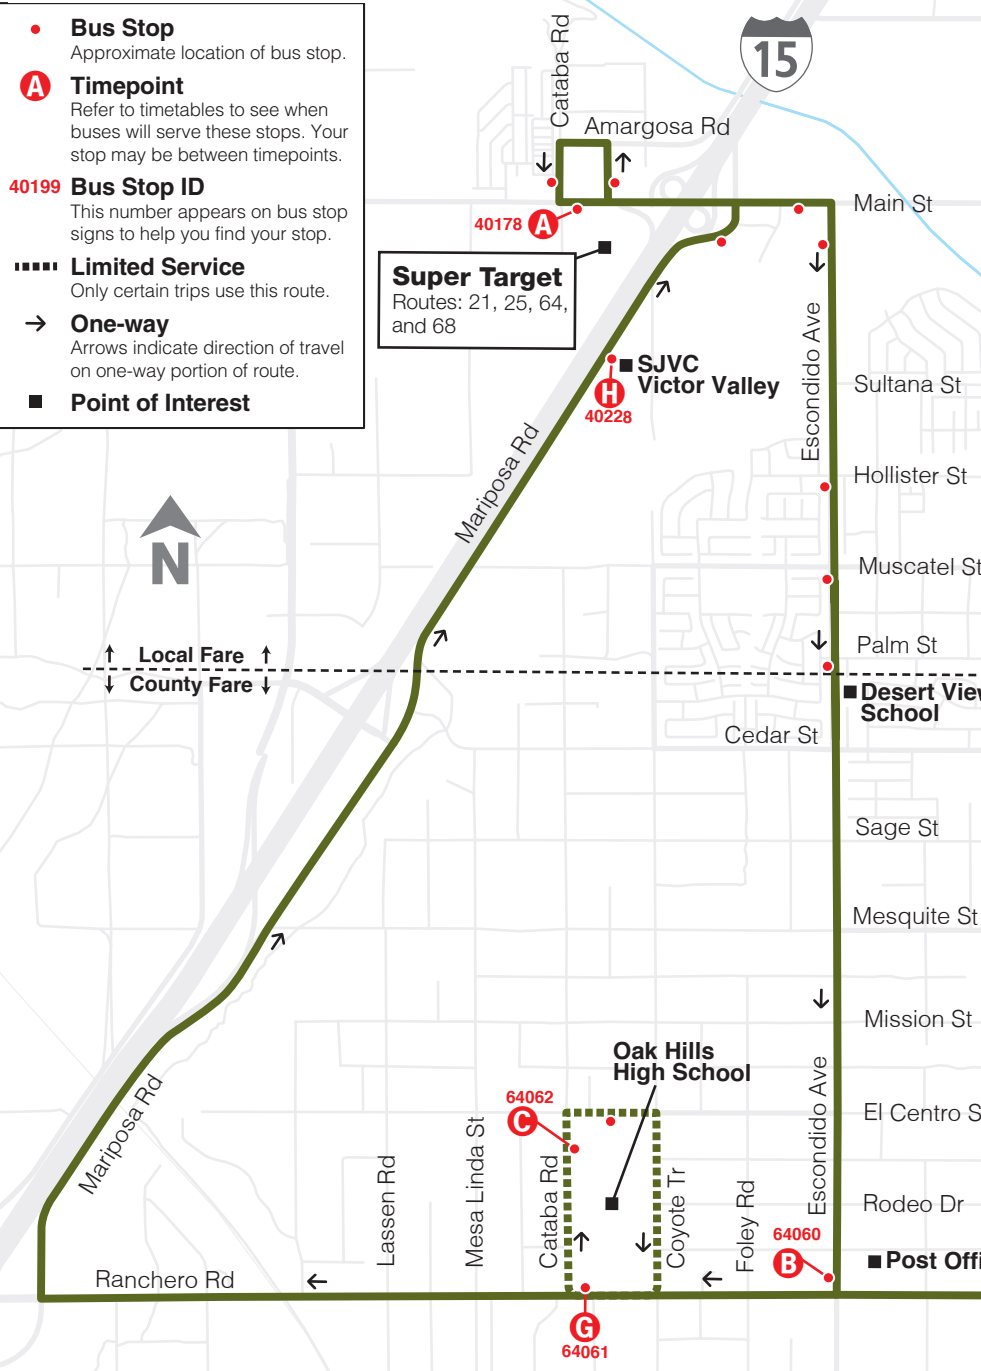 Bus Stop
Approximate location of bus stop.
A
Timepoint
Refer to timetables to see when
buses will serve these stops. Your
stop may be between timepoints.
40199 Bus Stop ID
This number appears on bus stop
signs to help you find your stop.
Limited Service
Only certain trips use this route.
One-way
Arrows indicate direction of travel
on one-way portion of route.
Point of Interest
15
Cataba Rd
Amargosa Rd
Main St
40178 A
Super Target
Routes: 21, 25, 64,
and 68
SJVC
Victor Valley
H
40228
Escondido Ave
Sultana St
Hollister St
Mariposa Rd
N
Muscatel St
Palm St
Local Fare
County Fare
Desert View
School
Cedar St
Sage St
Mesquite St
Mission St
Oak Hills
High School
64062
C
El Centro S
Mariposa Rd
Lassen Rd
Mesa Linda St
Cataba Rd
Coyote Tr
Foley Rd
Escondido Ave
Rodeo Dr
64060
B
Post Offi
Ranchero Rd
G
64061